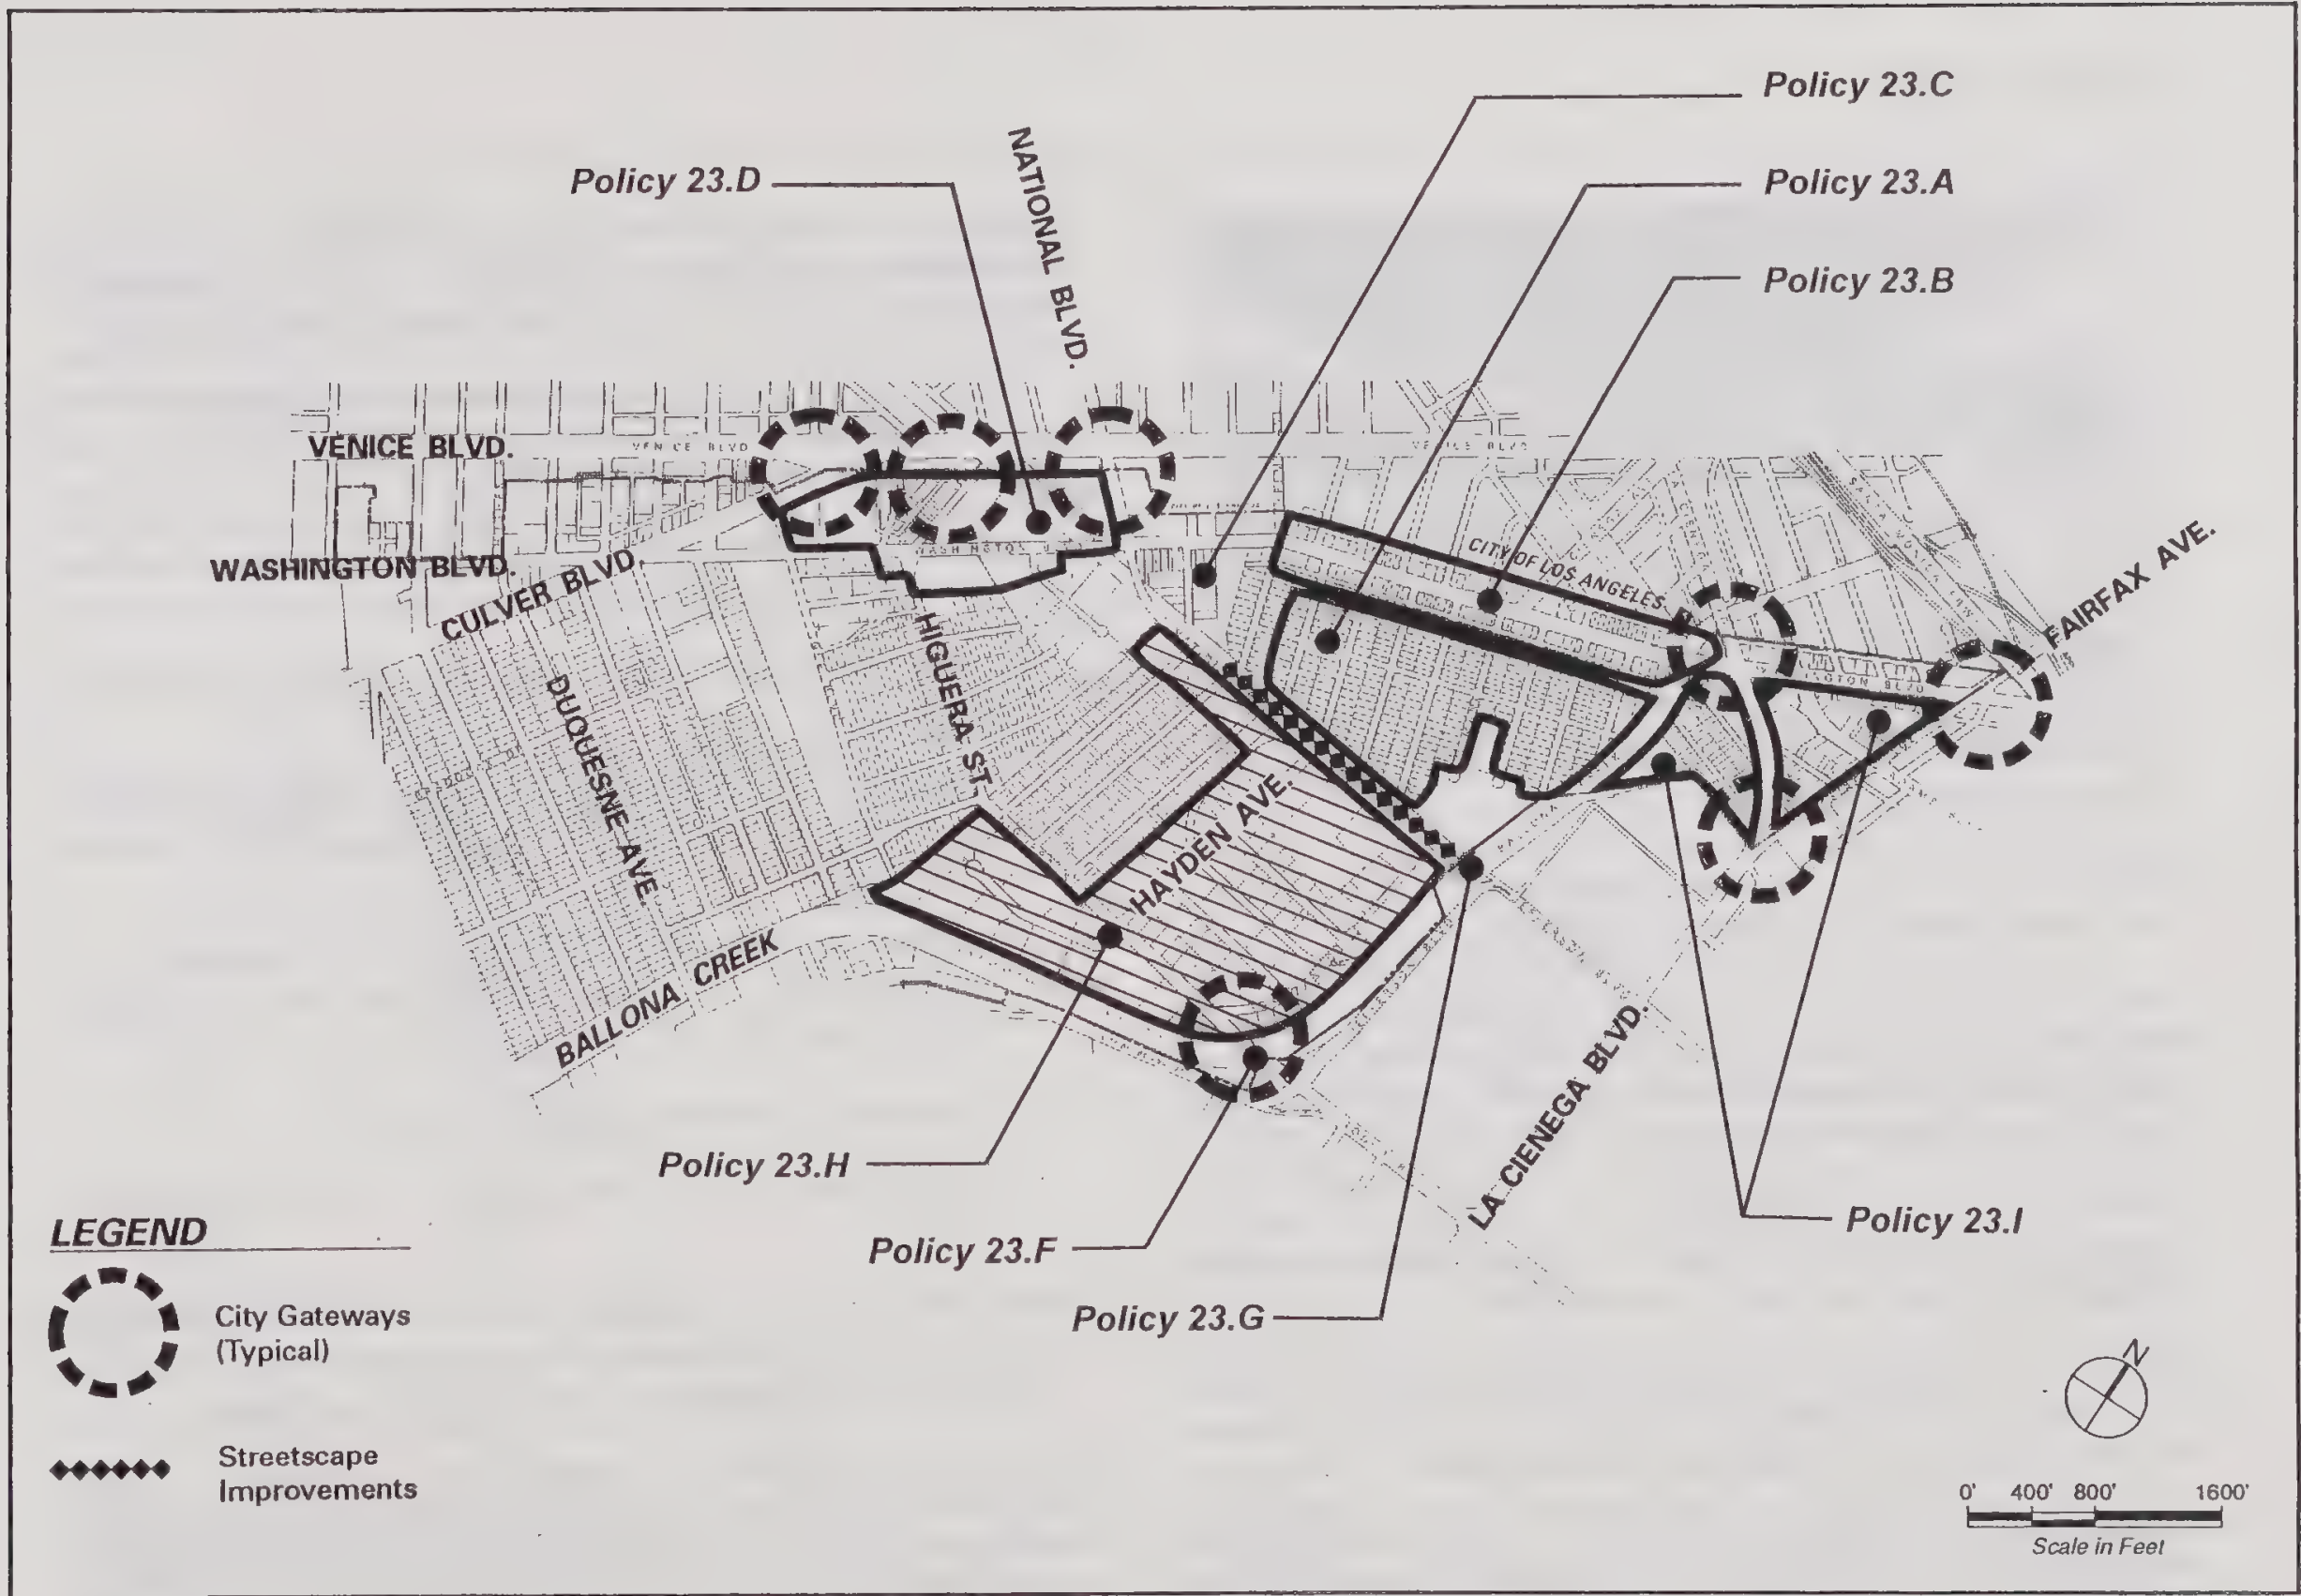 Policy 23.C
Policy 23.D
Policy 23.A
NATIONAL BLVD.
Policy 23.B
VENICE BLVD.
VENICE BLVD
VENICE BLVD
WASHINGTON BLVD.
CULVER BLVD.
CITY OF LOS ANGELES
FAIRFAX AVE.
HIGUERA ST.
DUQUESNE AVE.
HAYDEN AVE.
BALLONA CREEK
LA CIENEGA BLVD.
Policy 23.H
Policy 23.F
Policy 23.G
Policy 23.I
LEGEND
City Gateways
(Typical)
Streetscape
Improvements
N
0' 400' 800' 1600'
Scale in Feet